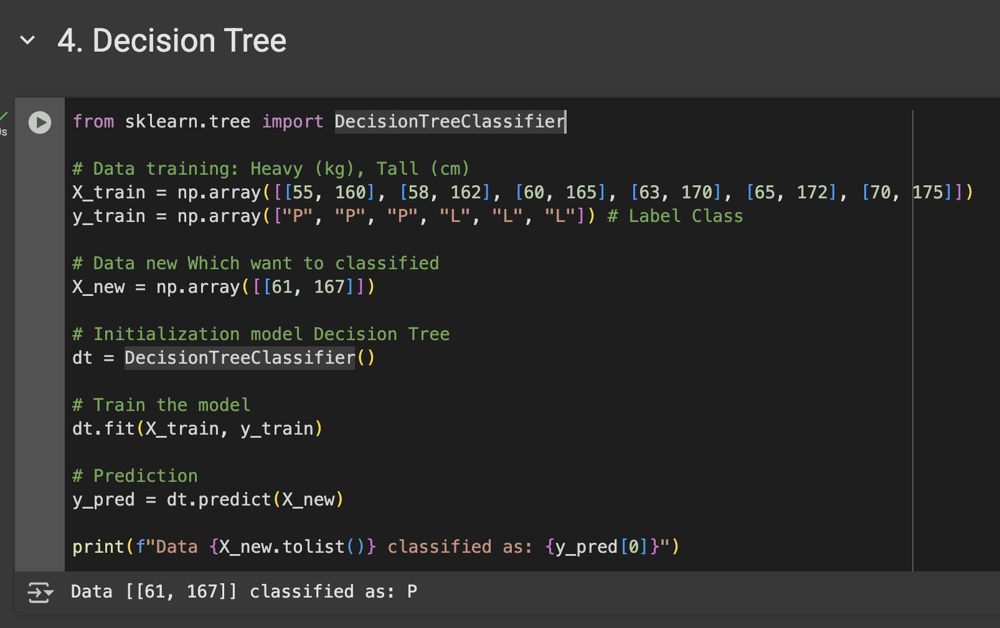 4. Decision Tree
from sklearn.tree import DecisionTreeClassifier
# Data training: Heavy (kg), Tall (cm)
X_train = np.array([[55, 160], [58, 162], [60, 165], [63, 170], [65, 172], [70, 175]])
y_train = np.array(["P", "P", "P", "L", "L", "L"]) # Label Class
# Data new Which want to classified
X_new = np.array([[61, 167]])
# Initialization model Decision Tree
dt = DecisionTreeClassifier()
# Train the model
dt.fit(X_train, y_train)
# Prediction
y_pred = dt.predict(X_new)
print(f"Data {X_new.tolist()} classified as: {y_pred[0]}")
Data [[61, 167]] classified as: P